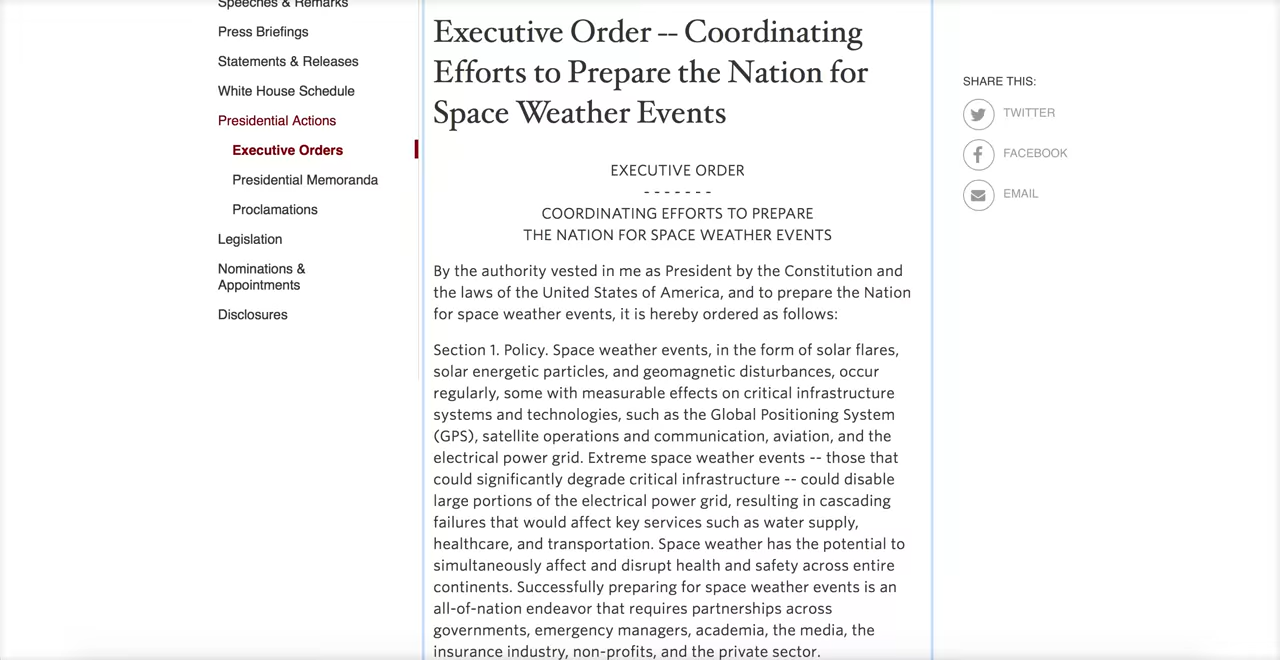 Speeches & Remarks
Press Briefings
Statements & Releases
White House Schedule
Presidential Actions
Executive Orders
Presidential Memoranda
Proclamations
Legislation
Nominations &
Appointments
Disclosures
Executive Order -- Coordinating
Efforts to Prepare the Nation for
Space Weather Events
EXECUTIVE ORDER
- - - - - - -
COORDINATING EFFORTS TO PREPARE
THE NATION FOR SPACE WEATHER EVENTS
By the authority vested in me as President by the Constitution and
the laws of the United States of America, and to prepare the Nation
for space weather events, it is hereby ordered as follows:
Section 1. Policy. Space weather events, in the form of solar flares,
solar energetic particles, and geomagnetic disturbances, occur
regularly, some with measurable effects on critical infrastructure
systems and technologies, such as the Global Positioning System
(GPS), satellite operations and communication, aviation, and the
electrical power grid. Extreme space weather events -- those that
could significantly degrade critical infrastructure -- could disable
large portions of the electrical power grid, resulting in cascading
failures that would affect key services such as water supply,
healthcare, and transportation. Space weather has the potential to
simultaneously affect and disrupt health and safety across entire
continents. Successfully preparing for space weather events is an
all-of-nation endeavor that requires partnerships across
governments, emergency managers, academia, the media, the
insurance industry, non-profits, and the private sector.
SHARE THIS:
TWITTER
FACEBOOK
EMAIL